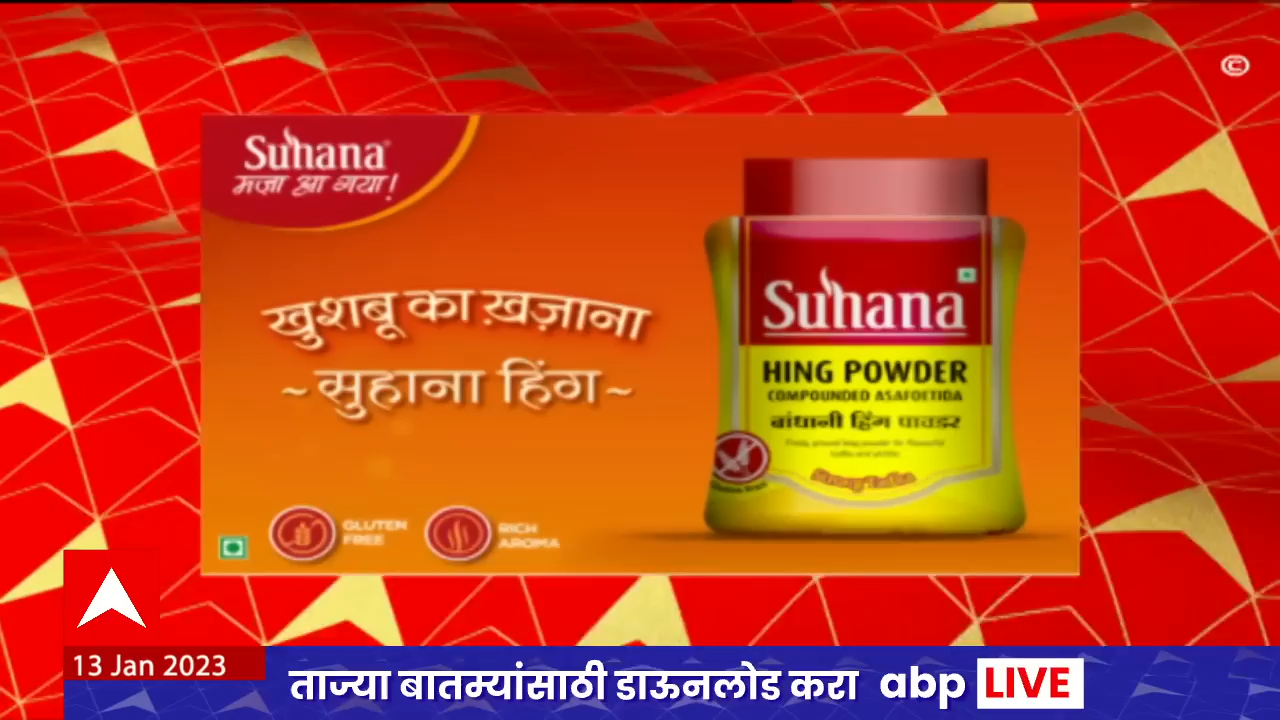 ©
Suhana
मज़ा आ गया!
खुशबू का ख़ज़ाना
~सुहाना हिंग~
Suhana
HING POWDER
COMPOUNDED ASAFOETIDA
बांधानी हिंग पावडर
Strong
GLUTEN
FREE
RICH
AROMA
13 Jan 2023
ताज्या बातम्यांसाठी डाऊनलोड करा abp LIVE